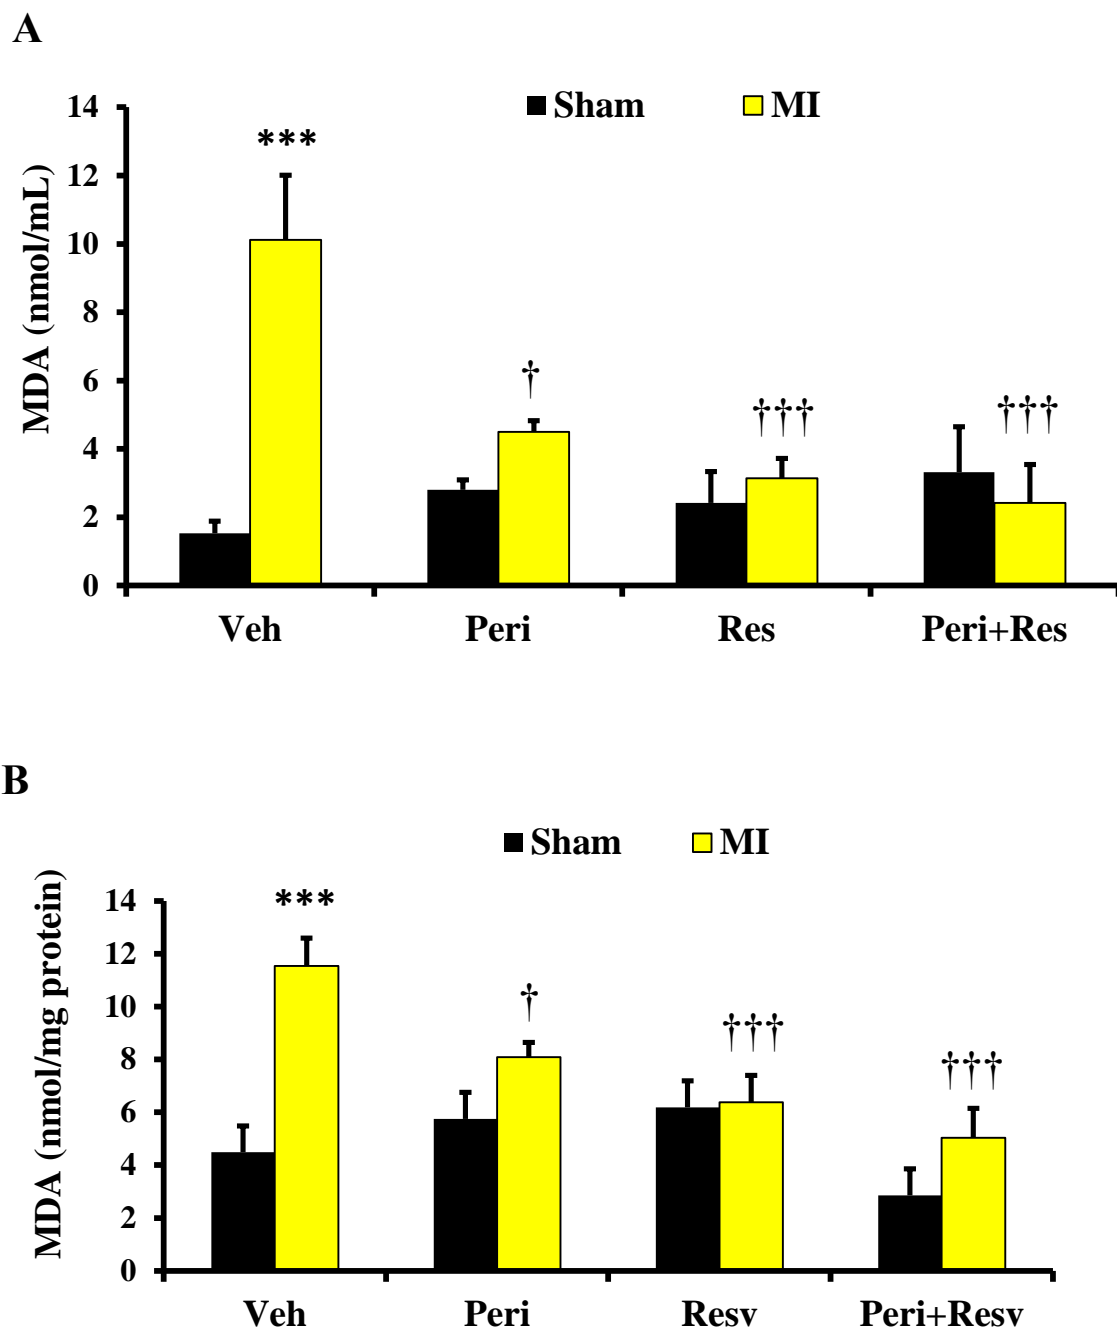 A
Sham MI
MDA (nmol/mL)
14
***
12
10
8
6
†
4
††† †††
2
0
Veh Peri Res Peri+Res
B
Sham MI
MDA (nmol/mg protein)
14
***
12
10
†
8
†††
†††
6
4
2
0
Veh Peri Resv Peri+Resv